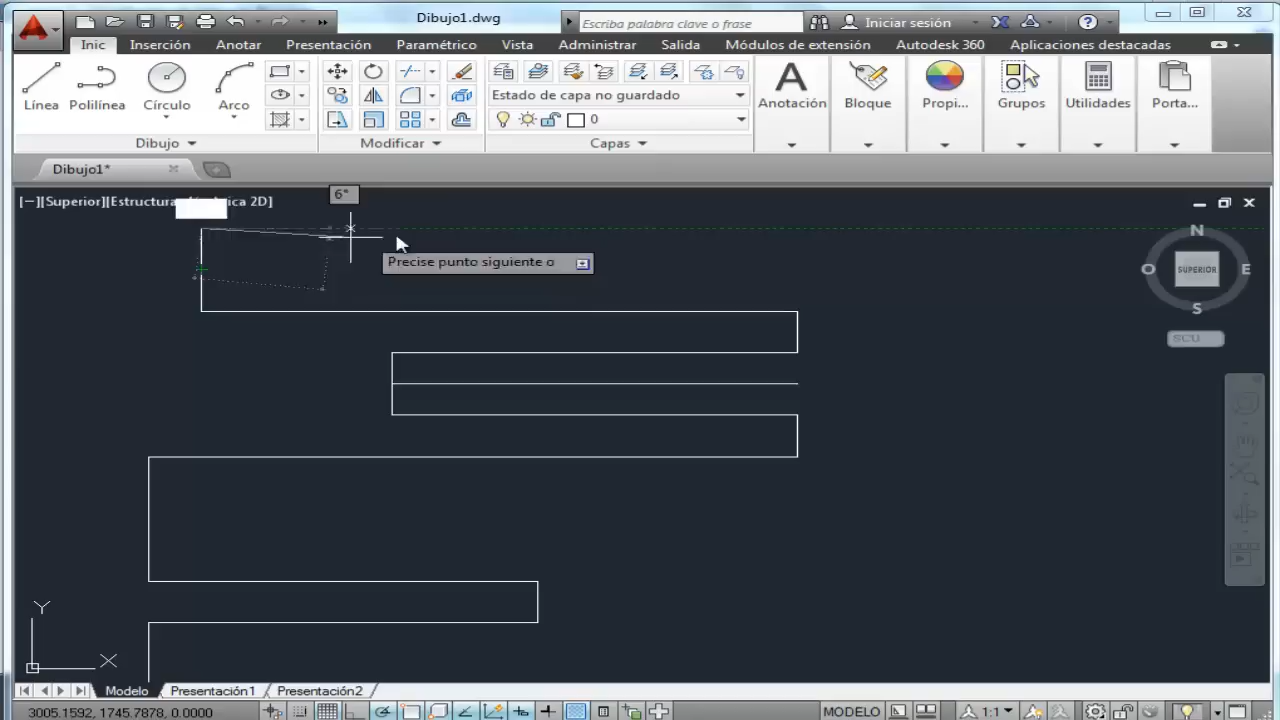 Dibujo1.dwg
Escriba palabra clave o frase
Iniciar sesión
Inic
Inserción
Anotar
Presentación
Paramétrico
Vista
Administrar
Salida
Módulos de extensión
Autodesk 360
Aplicaciones destacadas
Línea
Polilínea
Círculo
Arco
Estado de capa no guardado
0
Anotación
Bloque
Propi...
Grupos
Utilidades
Porta...
Dibujo
Modificar
Capas
Dibujo1*
[−][Superior][Estructura ica 2D]
6°
Precise punto siguiente o
N
O
SUPERIOR
E
S
SCU
Y
X
Modelo
Presentación1
Presentación2
3005.1592, 1745.7878, 0.0000
MODELO
1:1